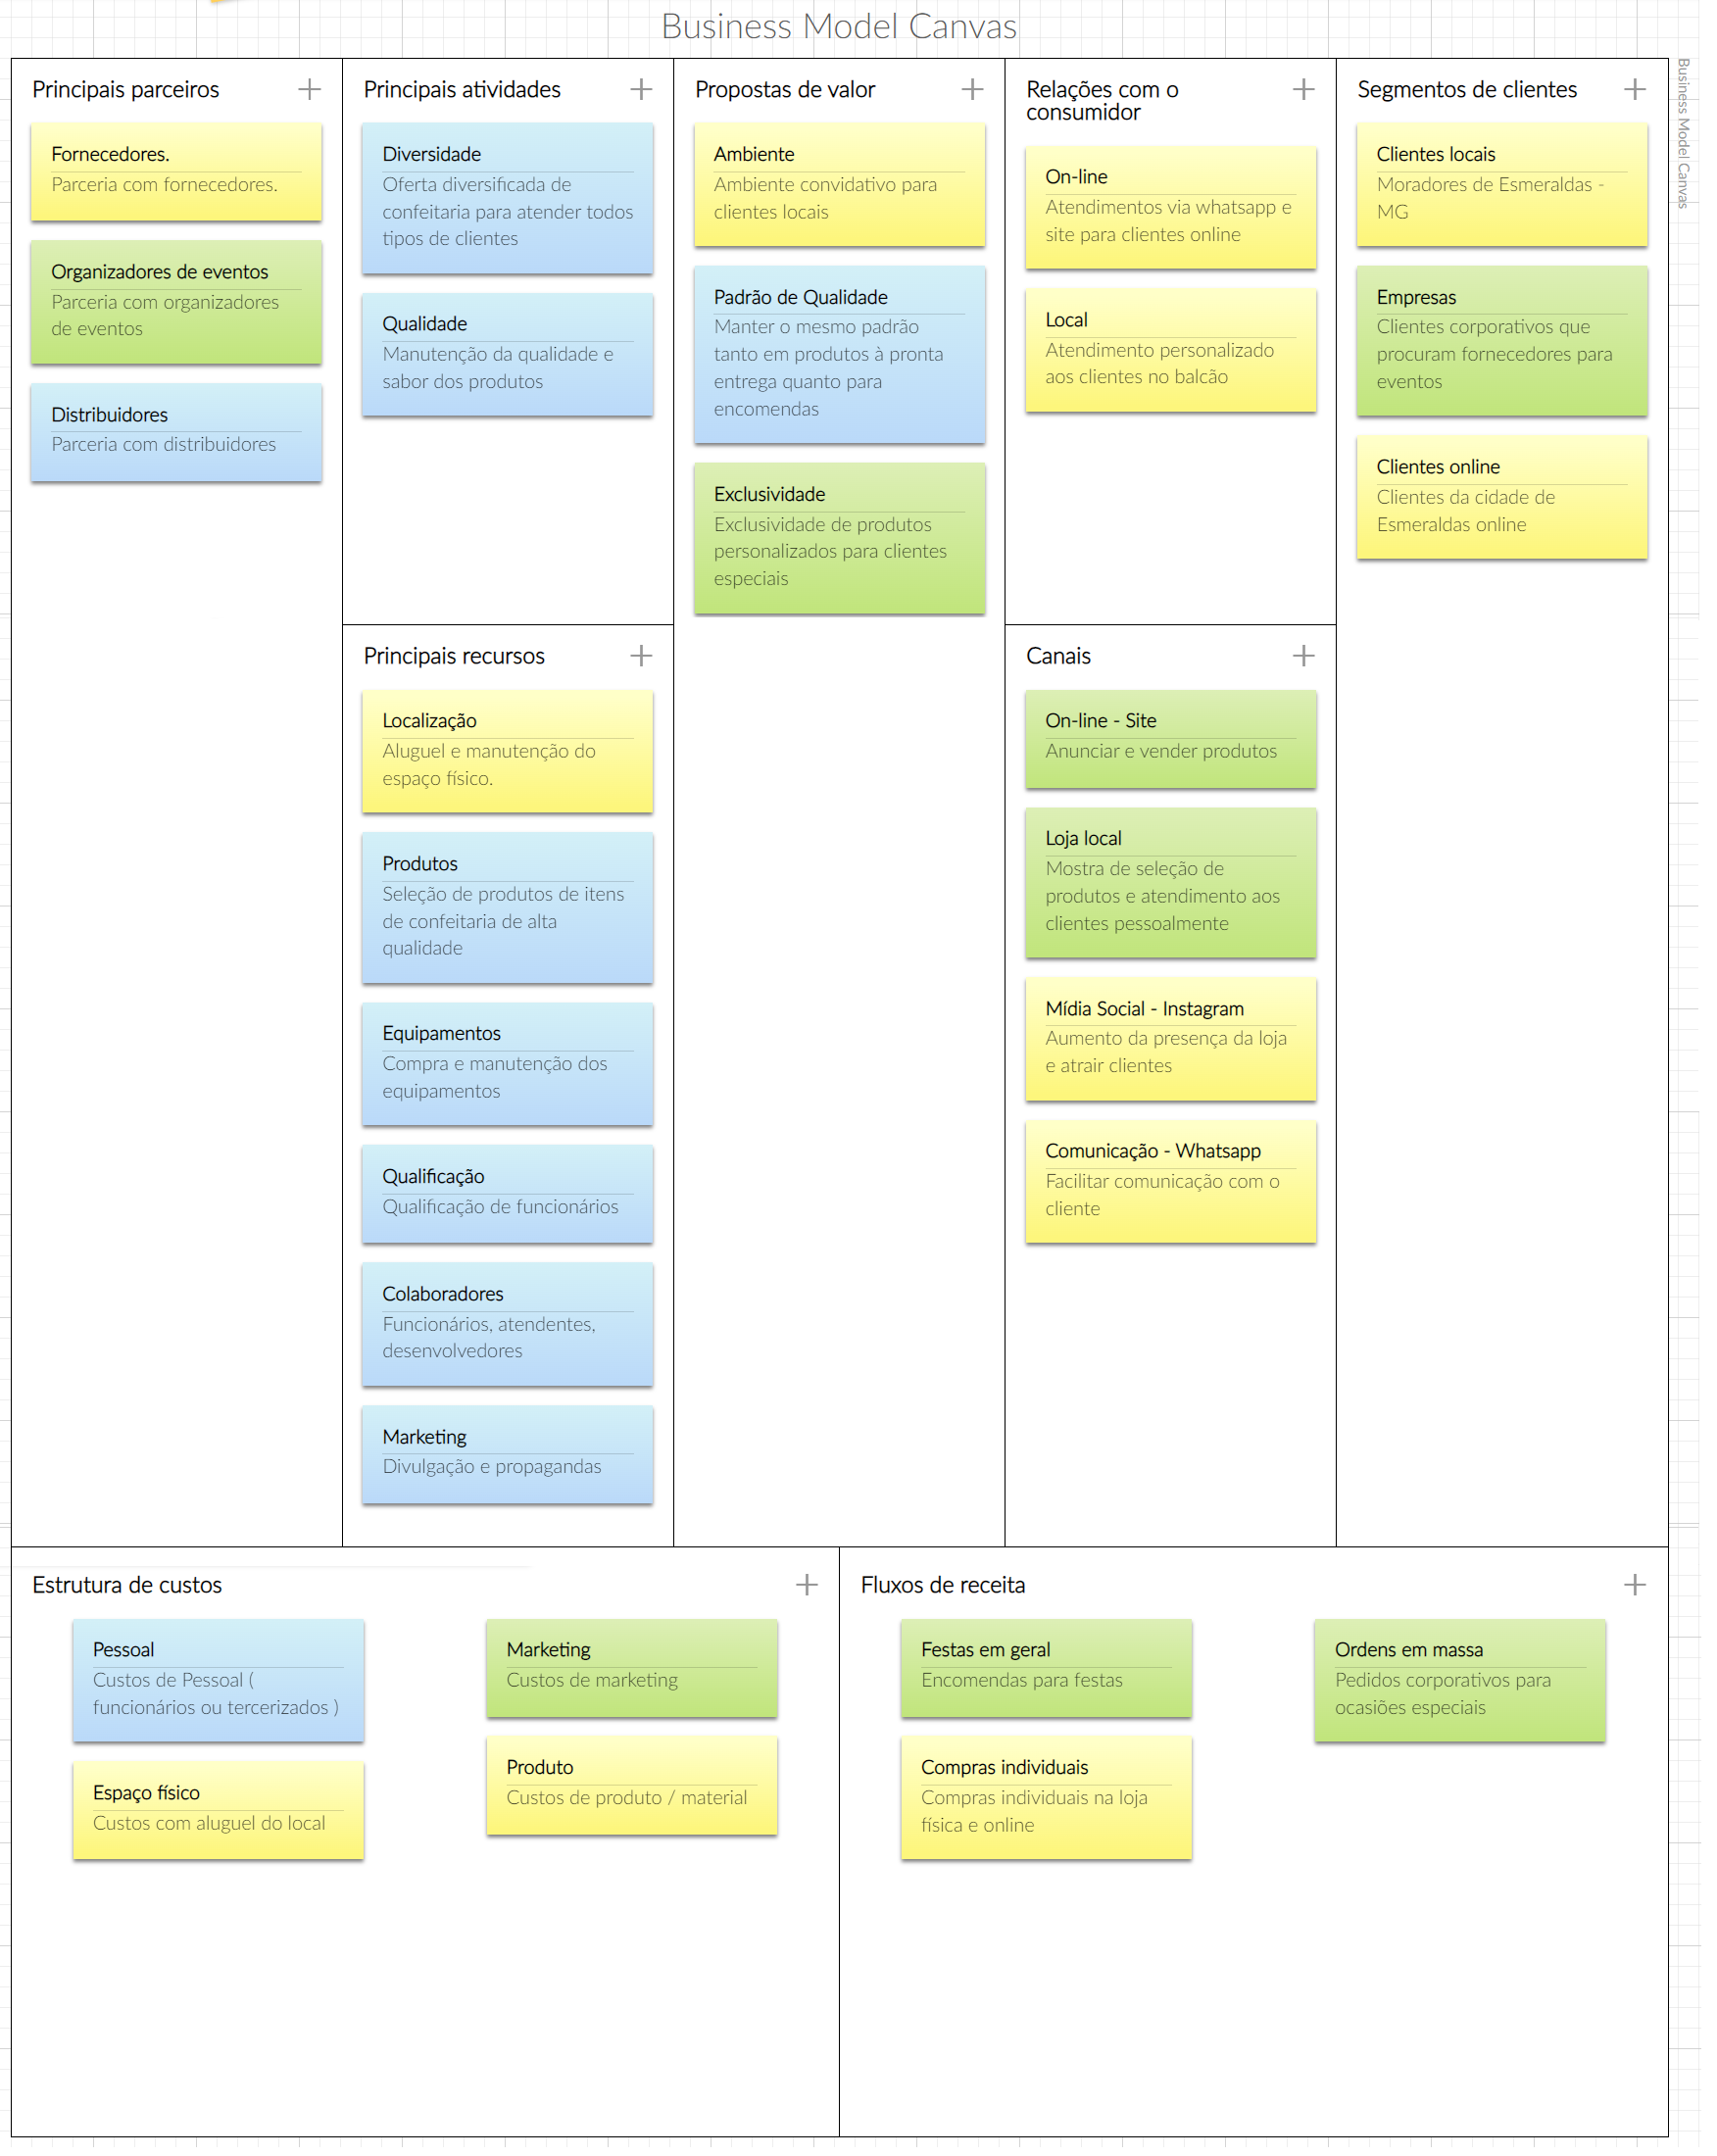 Business Model Canvas
Business Model Canvas
Principais parceiros
Fornecedores.
Parceria com fornecedores.
Organizadores de eventos
Parceria com organizadores
de eventos
Distribuidores
Parceria com distribuidores
Principais atividades
Diversidade
Oferta diversificada de
confeitaria para atender todos
tipos de clientes
Qualidade
Manutenção da qualidade e
sabor dos produtos
Principais recursos
Localização
Aluguel e manutenção do
espaço físico.
Produtos
Seleção de produtos de itens
de confeitaria de alta
qualidade
Equipamentos
Compra e manutenção dos
equipamentos
Qualificação
Qualificação de funcionários
Colaboradores
Funcionários, atendentes,
desenvolvedores
Marketing
Divulgação e propagandas
Propostas de valor
Ambiente
Ambiente convidativo para
clientes locais
Padrão de Qualidade
Manter o mesmo padrão
tanto em produtos à pronta
entrega quanto para
encomendas
Exclusividade
Exclusividade de produtos
personalizados para clientes
especiais
Relações com o
consumidor
On-line
Atendimentos via whatsapp e
site para clientes online
Local
Atendimento personalizado
aos clientes no balcão
Canais
On-line - Site
Anunciar e vender produtos
Loja local
Mostra de seleção de
produtos e atendimento aos
clientes pessoalmente
Mídia Social - Instagram
Aumento da presença da loja
e atrair clientes
Comunicação - Whatsapp
Facilitar comunicação com o
cliente
Segmentos de clientes
Clientes locais
Moradores de Esmeraldas -
MG
Empresas
Clientes corporativos que
procuram fornecedores para
eventos
Clientes online
Clientes da cidade de
Esmeraldas online
Estrutura de custos
Pessoal
Custos de Pessoal (
funcionários ou tercerizados )
Espaço físico
Custos com aluguel do local
Marketing
Custos de marketing
Produto
Custos de produto / material
Fluxos de receita
Festas em geral
Encomendas para festas
Compras individuais
Compras individuais na loja
física e online
Ordens em massa
Pedidos corporativos para
ocasiões especiais